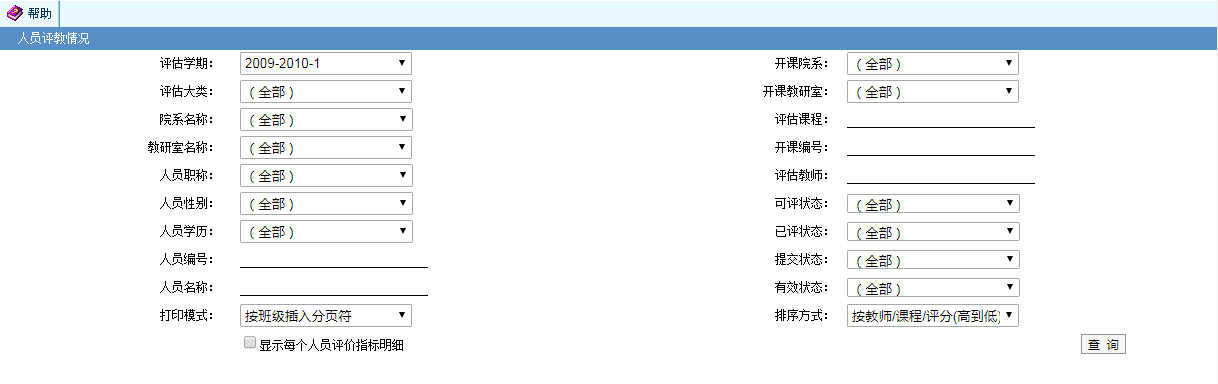 帮助
人员评教情况
评估学期： 2009-2010-1 开课院系： （全部）
评估大类： （全部） 开课教研室： （全部）
院系名称： （全部） 评估课程：
教研室名称： （全部） 开课编号：
人员职称： （全部） 评估教师：
人员性别： （全部） 可评状态： （全部）
人员学历： （全部） 已评状态： （全部）
人员编号： 提交状态： （全部）
人员名称： 有效状态： （全部）
打印模式： 按班级插入分页符 排序方式： 按教师/课程/评分(高到低)
显示每个人员评价指标明细 查 询